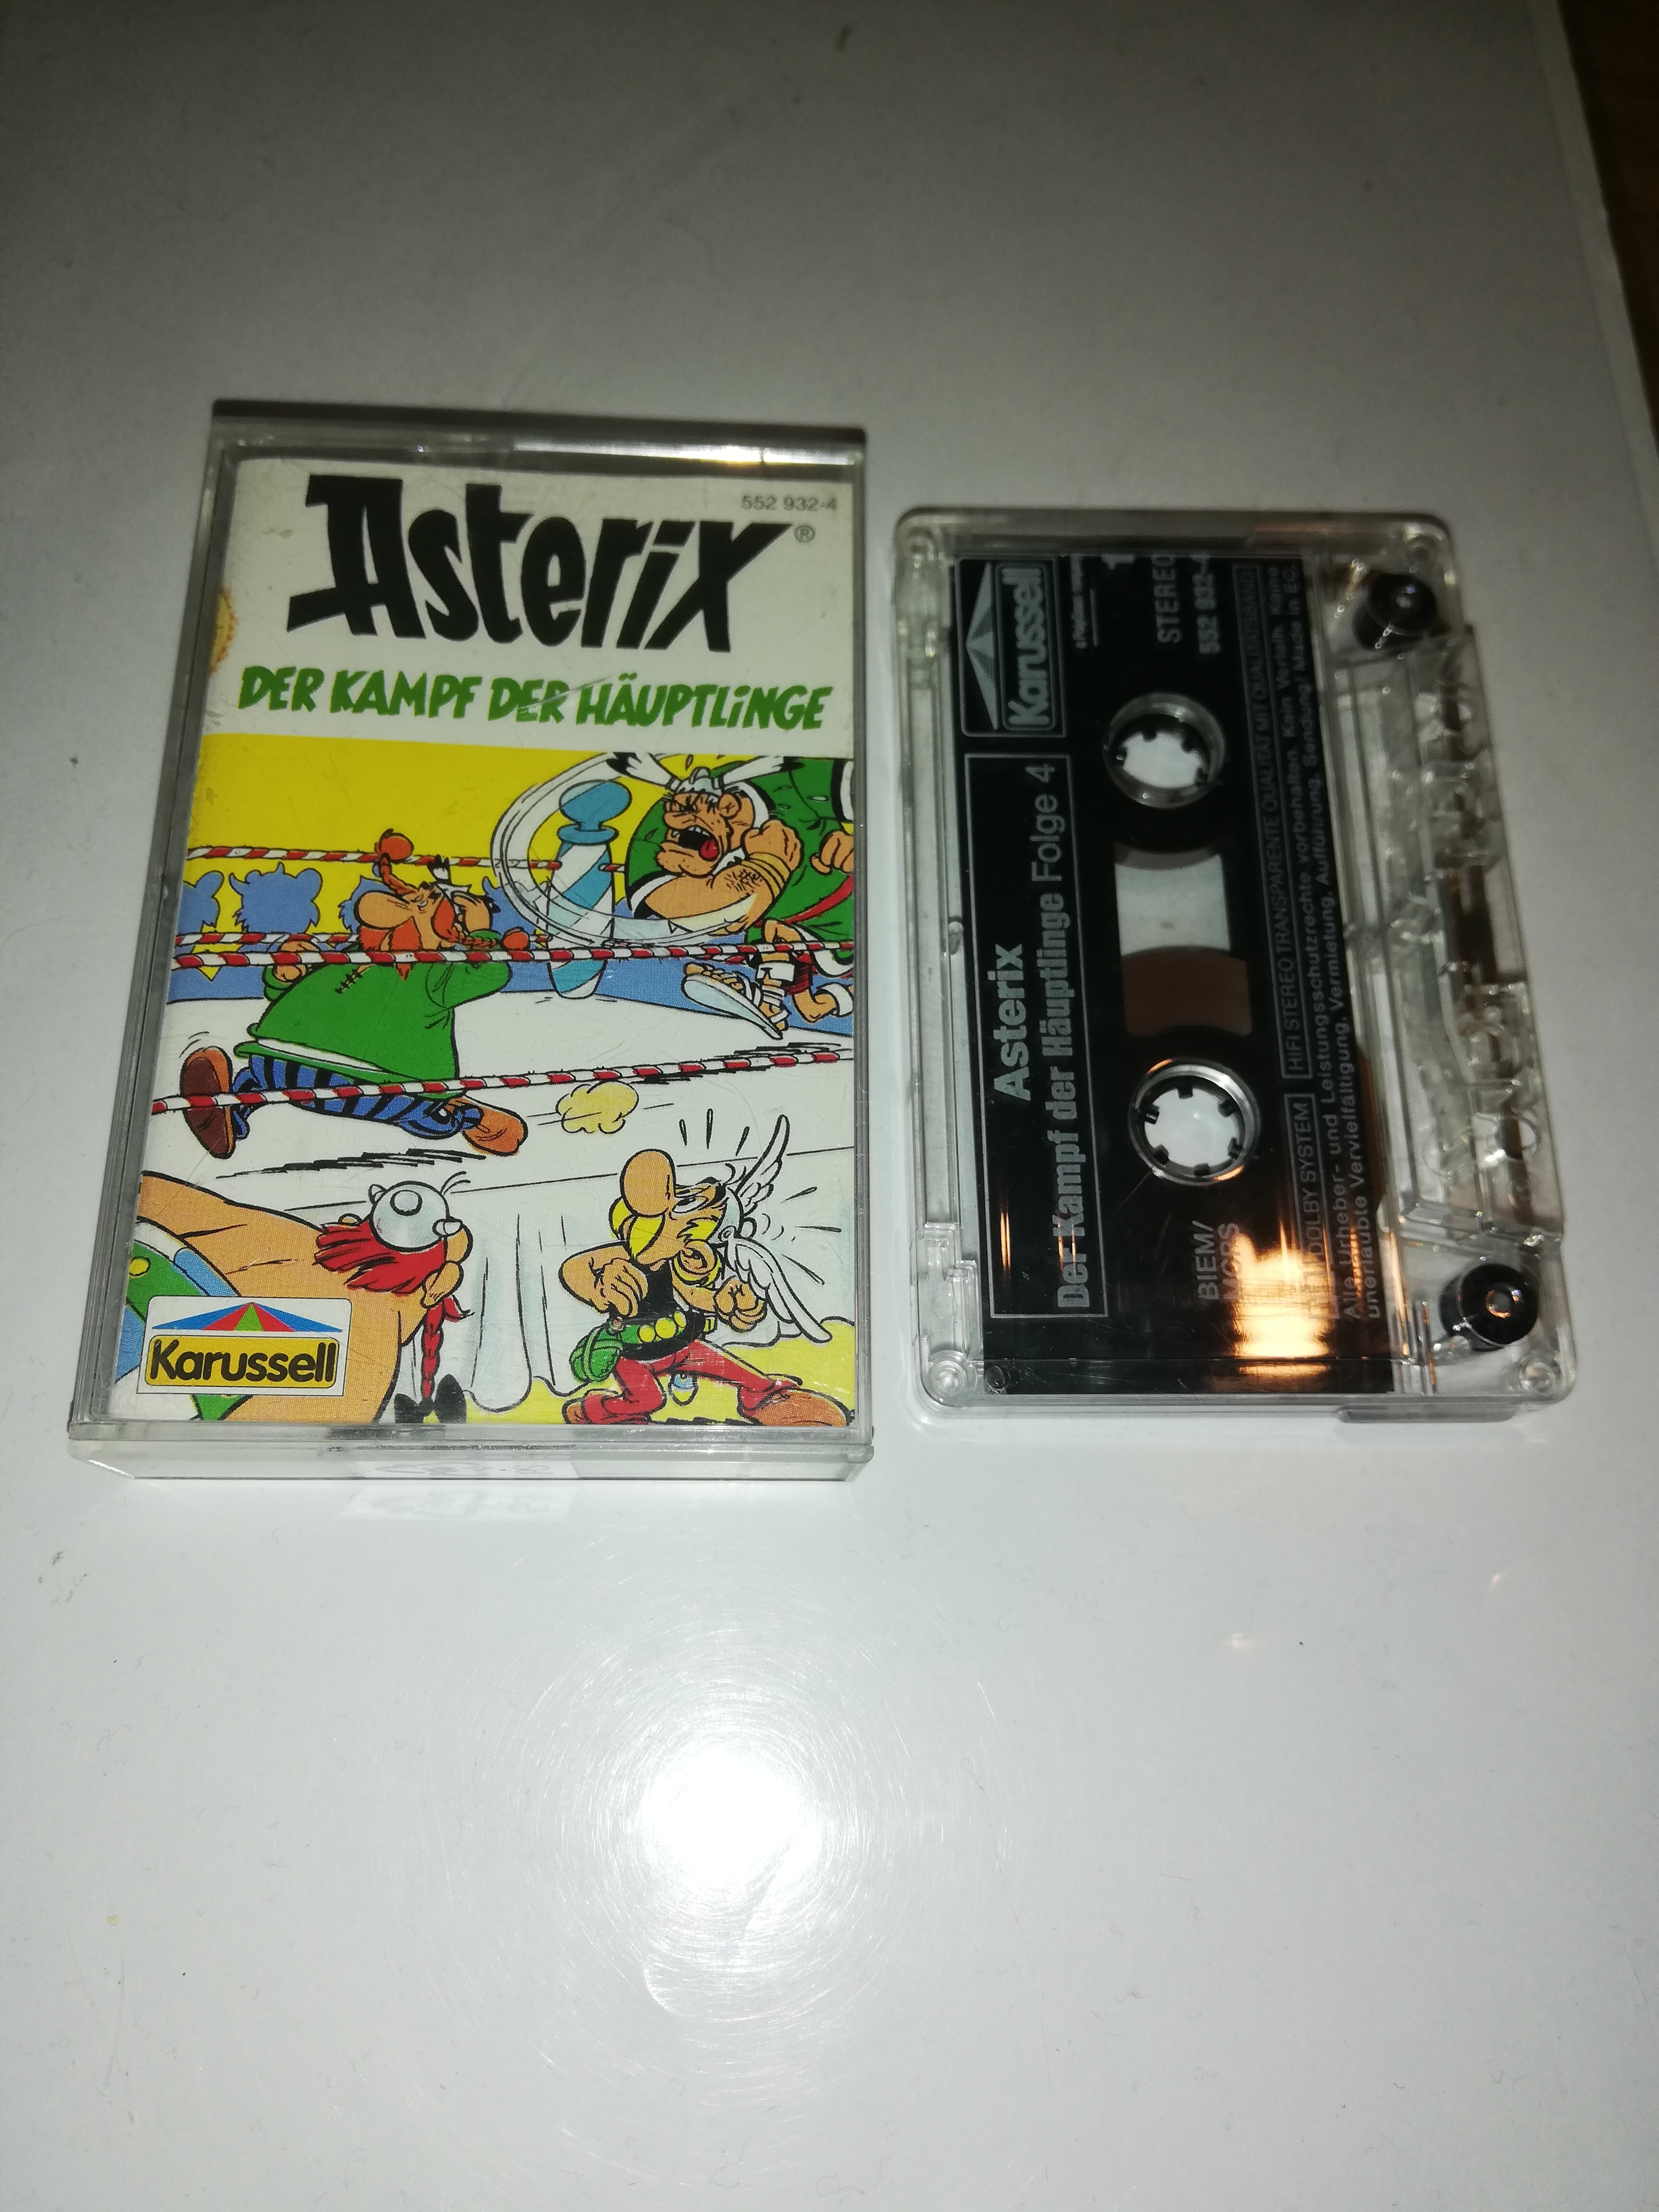 552 932-4
Asterix®
DER KAMPF DER HÄUPTLiNGE
Karussell
Karussell
1
STEREO
552 932-4
Asterix
Der Kampf der Häuptlinge Folge 4
BIEM/
MCPS
DOLBY SYSTEM
HIFI STEREO TRANSPARENTE QUALITÄT MIT QUALITÄTSBAND
Alle Urheber- und Leistungsschutzrechte vorbehalten. Kein Verleih. Keine
unerlaubte Vervielfältigung, Vermietung, Aufführung, Sendung! Made in EC.